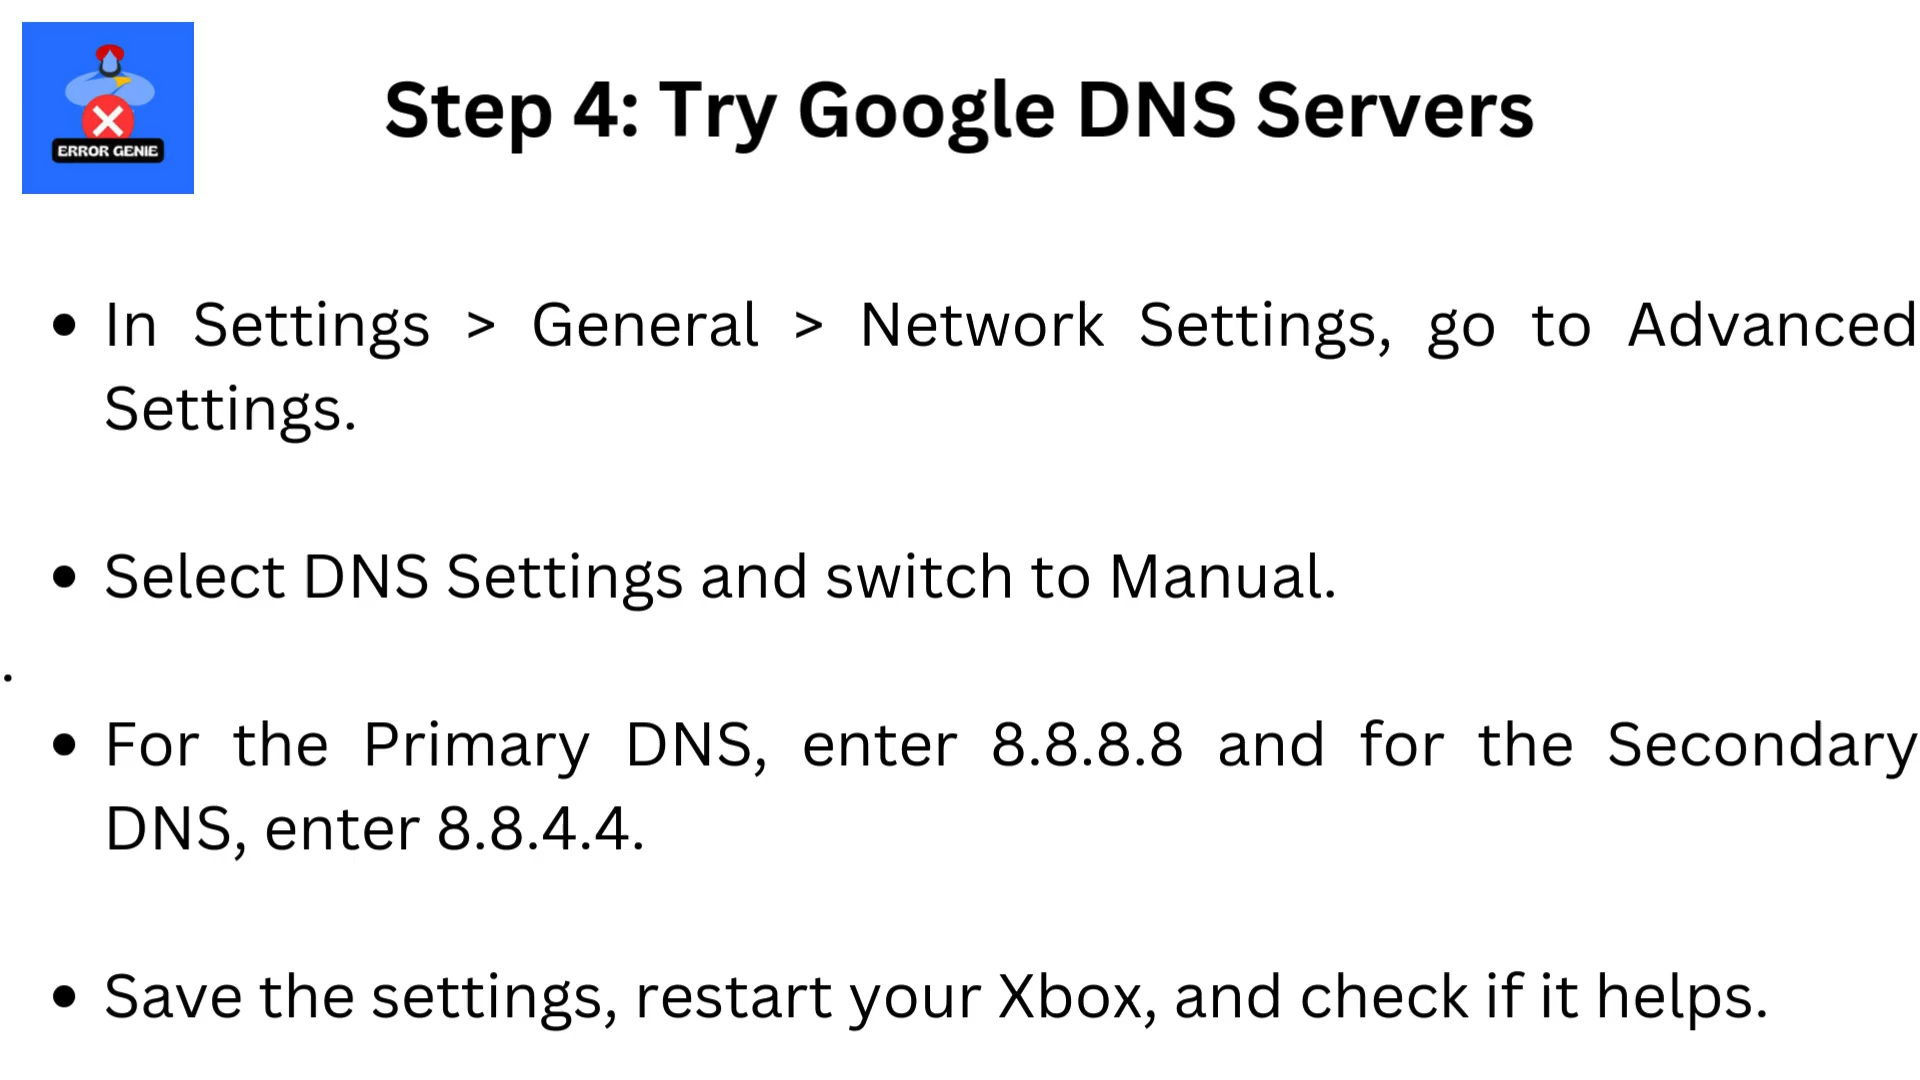 ERROR GENIE
Step 4: Try Google DNS Servers
• In Settings > General > Network Settings, go to Advanced
Settings.
• Select DNS Settings and switch to Manual.
.
• For the Primary DNS, enter 8.8.8.8 and for the Secondary
DNS, enter 8.8.4.4.
• Save the settings, restart your Xbox, and check if it helps.